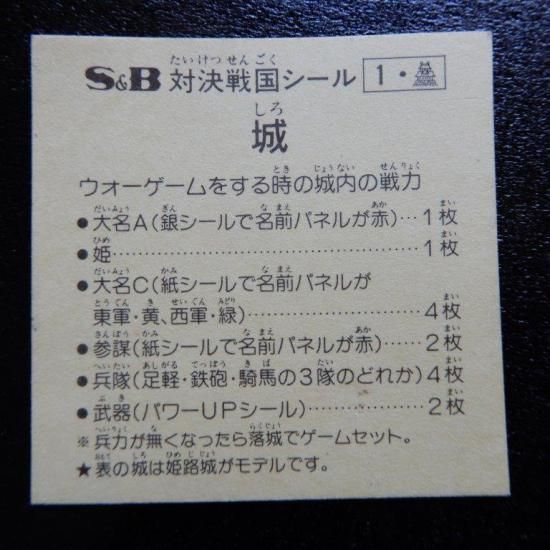 S&B 対決戦国シール 1・
城
ウォーゲームをする時の城内の戦力
●大名A(銀シールで名前パネルが赤)…1枚
●姫……………………………………1枚
●大名C(紙シールで名前パネルが
東軍・黄、西軍・緑)………………4枚
●参謀(紙シールで名前パネルが赤)…2枚
●兵隊(足軽・鉄砲・騎馬の3隊のどれか)4枚
●武器(パワーUPシール)……………2枚
※兵力が無くなったら落城でゲームセット。
★表の城は姫路城がモデルです。